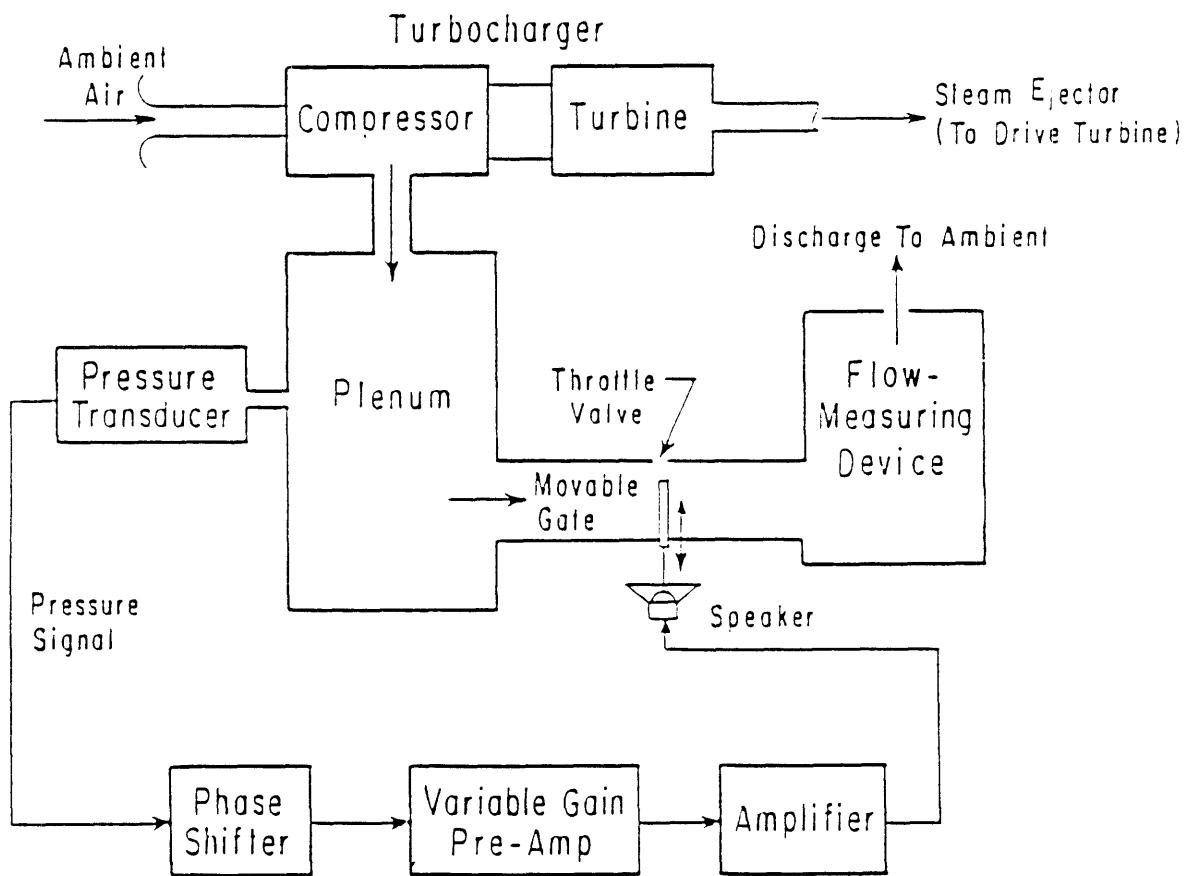 Turbocharger
Ambient
Air
Compressor
Turbine
Steam Ejector
(To Drive Turbine)
Discharge To Ambient
Pressure
Transducer
Plenum
Throttle
Valve
Flow-
Measuring
Device
Movable
Gate
Pressure
Signal
Speaker
Phase
Shifter
Variable Gain
Pre-Amp
Amplifier